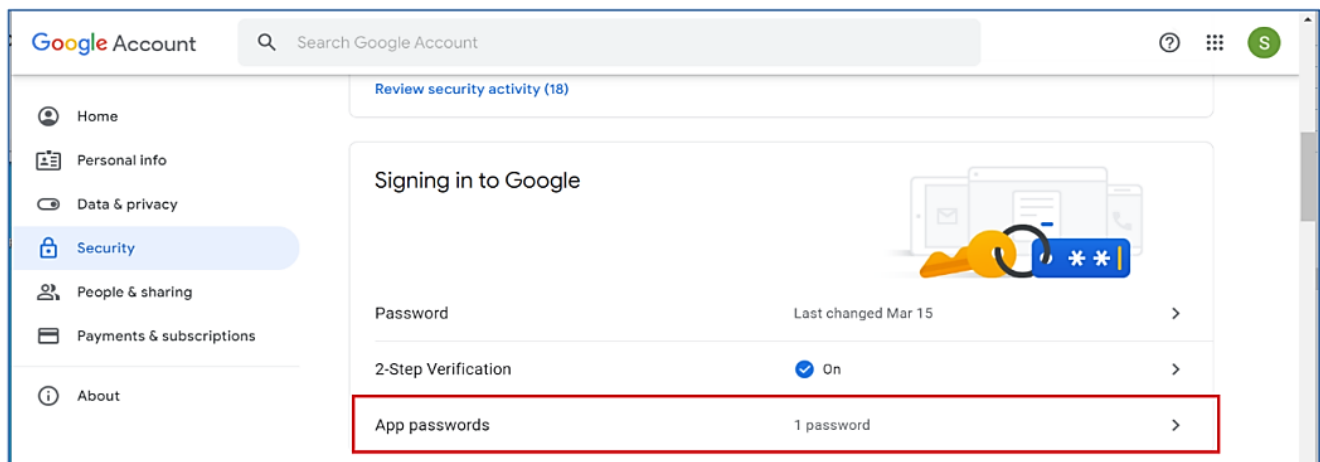 Google Account
Search Google Account
S
Review security activity (18)
Home
Personal info
Data & privacy
Security
People & sharing
Payments & subscriptions
About
Signing in to Google
**
Password Last changed Mar 15
2-Step Verification On
App passwords 1 password